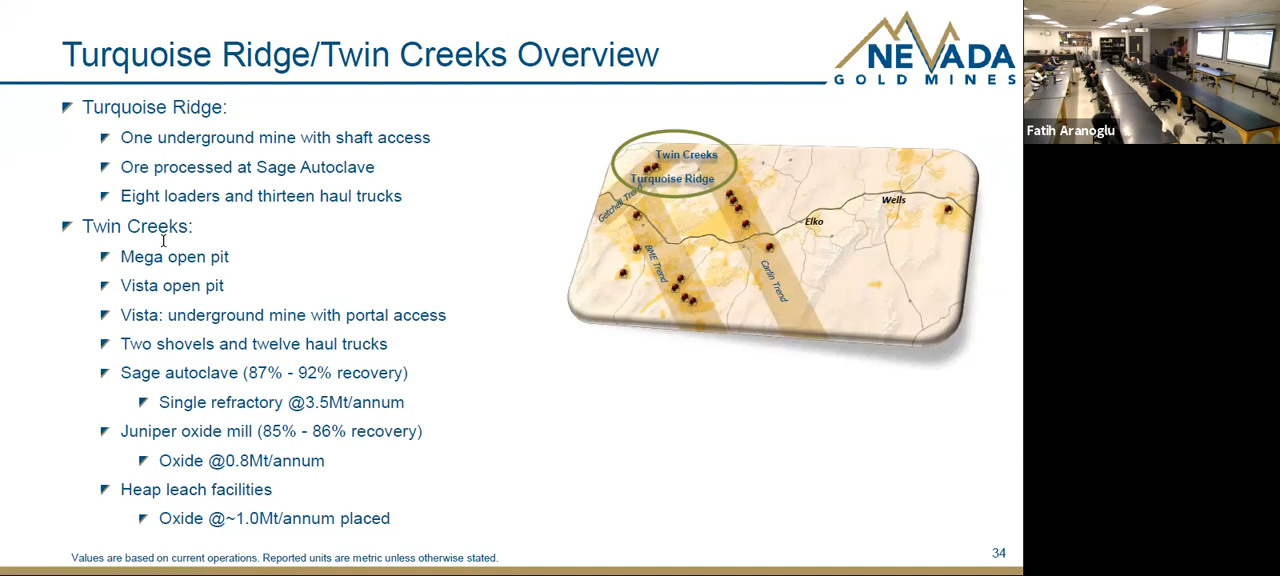 Turquoise Ridge/Twin Creeks Overview
NEVADA
GOLD MINES
Turquoise Ridge:
One underground mine with shaft access
Ore processed at Sage Autoclave
Eight loaders and thirteen haul trucks
Twin Creeks:
Mega open pit
Vista open pit
Vista: underground mine with portal access
Two shovels and twelve haul trucks
Sage autoclave (87% - 92% recovery)
Single refractory @3.5Mt/annum
Juniper oxide mill (85% - 86% recovery)
Oxide @0.8Mt/annum
Heap leach facilities
Oxide @~1.0Mt/annum placed
Twin Creeks
Turquoise Ridge
Getchell Trend
Wells
Elko
BME Trend
Carlin Trend
Values are based on current operations. Reported units are metric unless otherwise stated.
34
Fatih Aranoglu